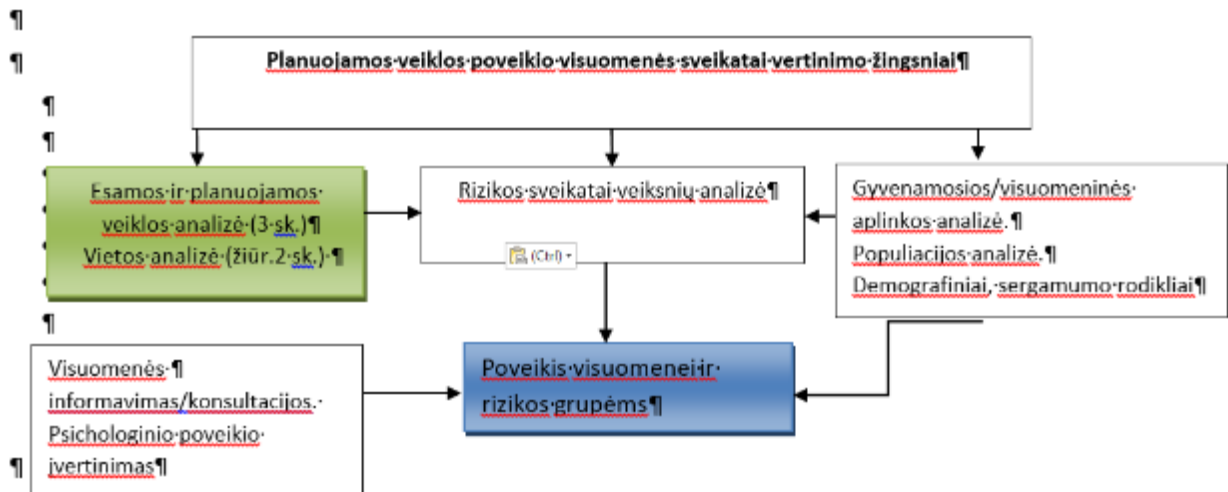 Planuojamos veiklos poveikio visuomenės sveikatai vertinimo žingsniai¶
Esamos ir planuojamos
veiklos analizė (3 sk.)¶
Vietos analizė (žiūr.2 sk.) ¶
Rizikos sveikatai veiksnių analizė¶
(Ctrl)
Gyvenamosios/visuomeninės
aplinkos analizė.¶
Populiacijos analizė.¶
Demografiniai, sergamumo rodikliai¶
Visuomenės ¶
informavimas/konsultacijos.
Psichologinio poveikio
įvertinimas¶
Poveikis visuomenei ir
rizikos grupėms¶